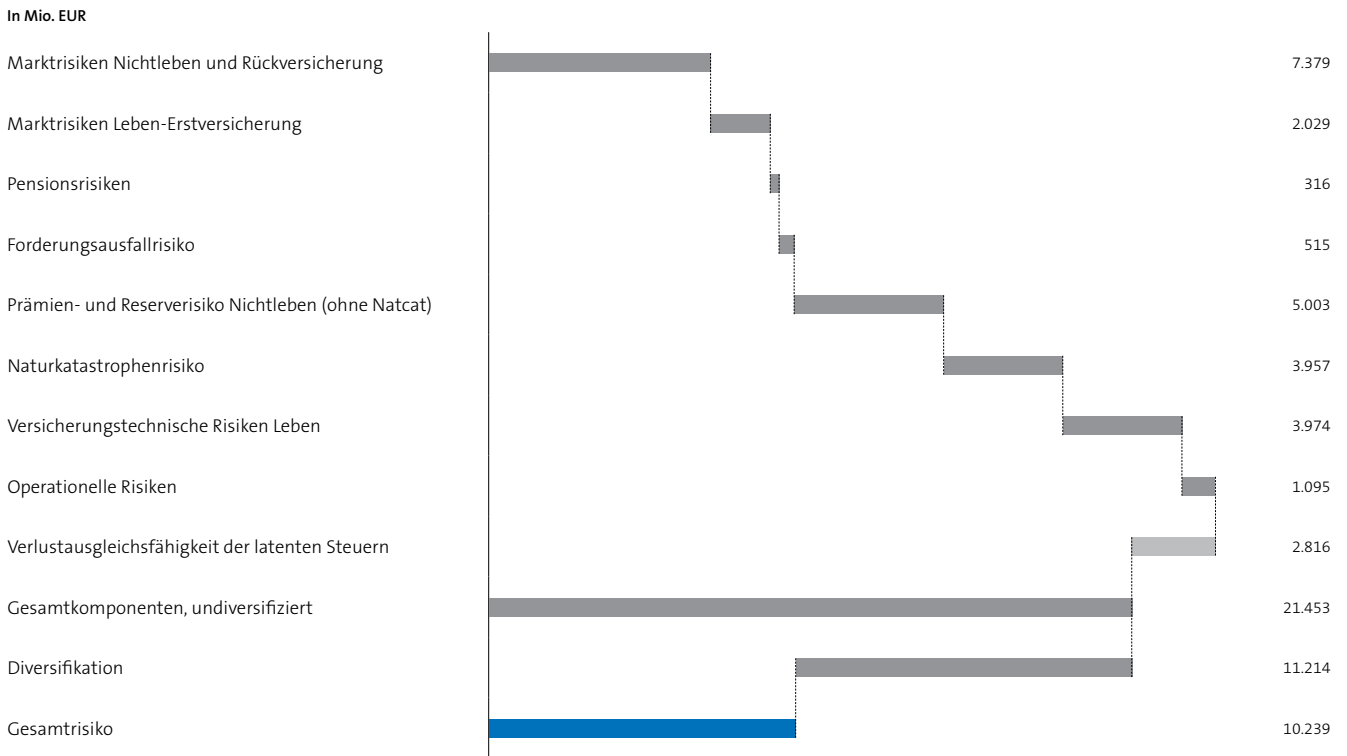 In Mio. EUR
Marktrisiken Nichtleben und Rückversicherung 7.379
Marktrisiken Leben-Erstversicherung 2.029
Pensionsrisiken 316
Forderungsausfallrisiko 515
Prämien- und Reserverisiko Nichtleben (ohne Natcat) 5.003
Naturkatastrophenrisiko 3.957
Versicherungstechnische Risiken Leben 3.974
Operationelle Risiken 1.095
Verlustausgleichsfähigkeit der latenten Steuern 2.816
Gesamtkomponenten, undiversifiziert 21.453
Diversifikation 11.214
Gesamtrisiko 10.239